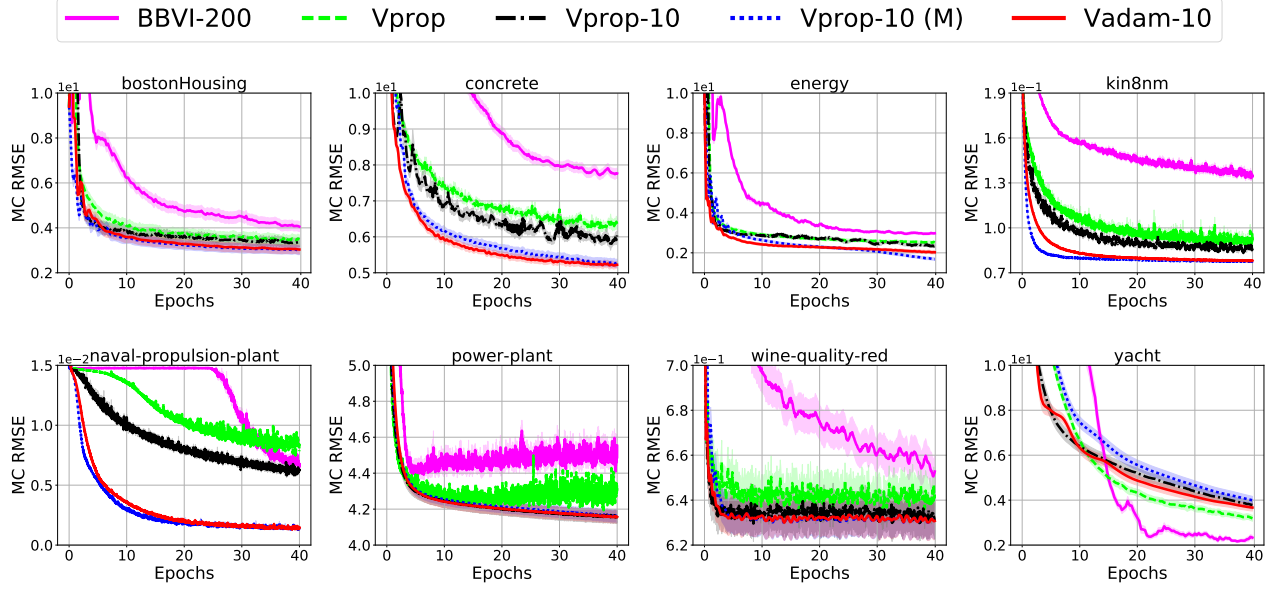 BBVI-200 Vprop Vprop-10 Vprop-10 (M) Vadam-10
1e1 bostonHousing 1e1 concrete 1e1 energy 1e−1 kin8nm
MC RMSE 1.0 0.8 0.6 0.4 0.2
0 10 20 30 40
Epochs
MC RMSE 1.0 0.9 0.8 0.7 0.6 0.5
0 10 20 30 40
Epochs
MC RMSE 1.0 0.8 0.6 0.4 0.2
0 10 20 30 40
Epochs
MC RMSE 1.9 1.6 1.3 1.0 0.7
0 10 20 30 40
Epochs
1e−2 naval-propulsion-plant power-plant 1e−1 wine-quality-red 1e1 yacht
MC RMSE 1.5 1.0 0.5 0.0
0 10 20 30 40
Epochs
MC RMSE 5.0 4.8 4.6 4.4 4.2 4.0
0 10 20 30 40
Epochs
MC RMSE 7.0 6.8 6.6 6.4 6.2
0 10 20 30 40
Epochs
MC RMSE 1.0 0.8 0.6 0.4 0.2
0 10 20 30 40
Epochs